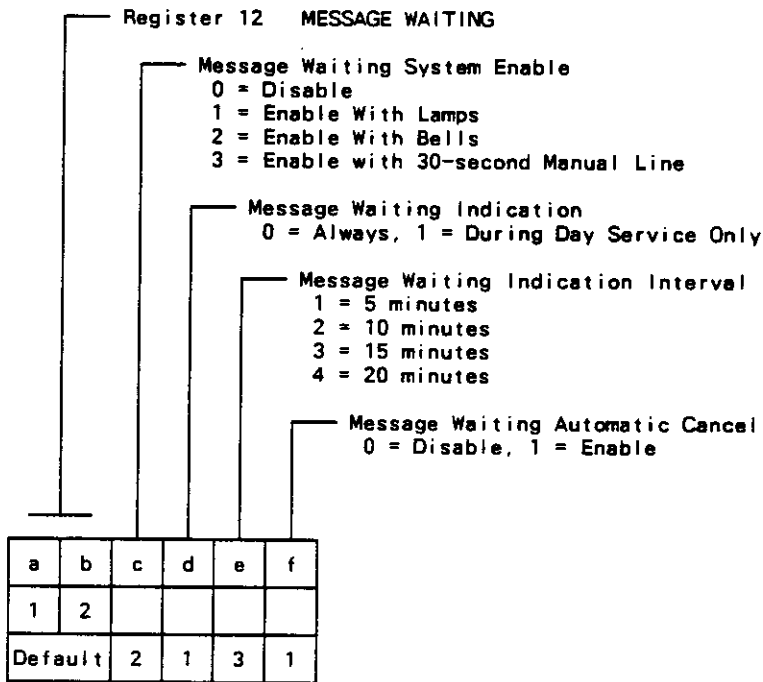 Register 12 MESSAGE WAITING
Message Waiting System Enable
0 = Disable
1 = Enable With Lamps
2 = Enable With Bells
3 = Enable with 30-second Manual Line
Message Waiting Indication
0 = Always, 1 = During Day Service Only
Message Waiting Indication Interval
1 = 5 minutes
2 = 10 minutes
3 = 15 minutes
4 = 20 minutes
Message Waiting Automatic Cancel
0 = Disable, 1 = Enable
a b c d e f
1 2
Default 2 1 3 1